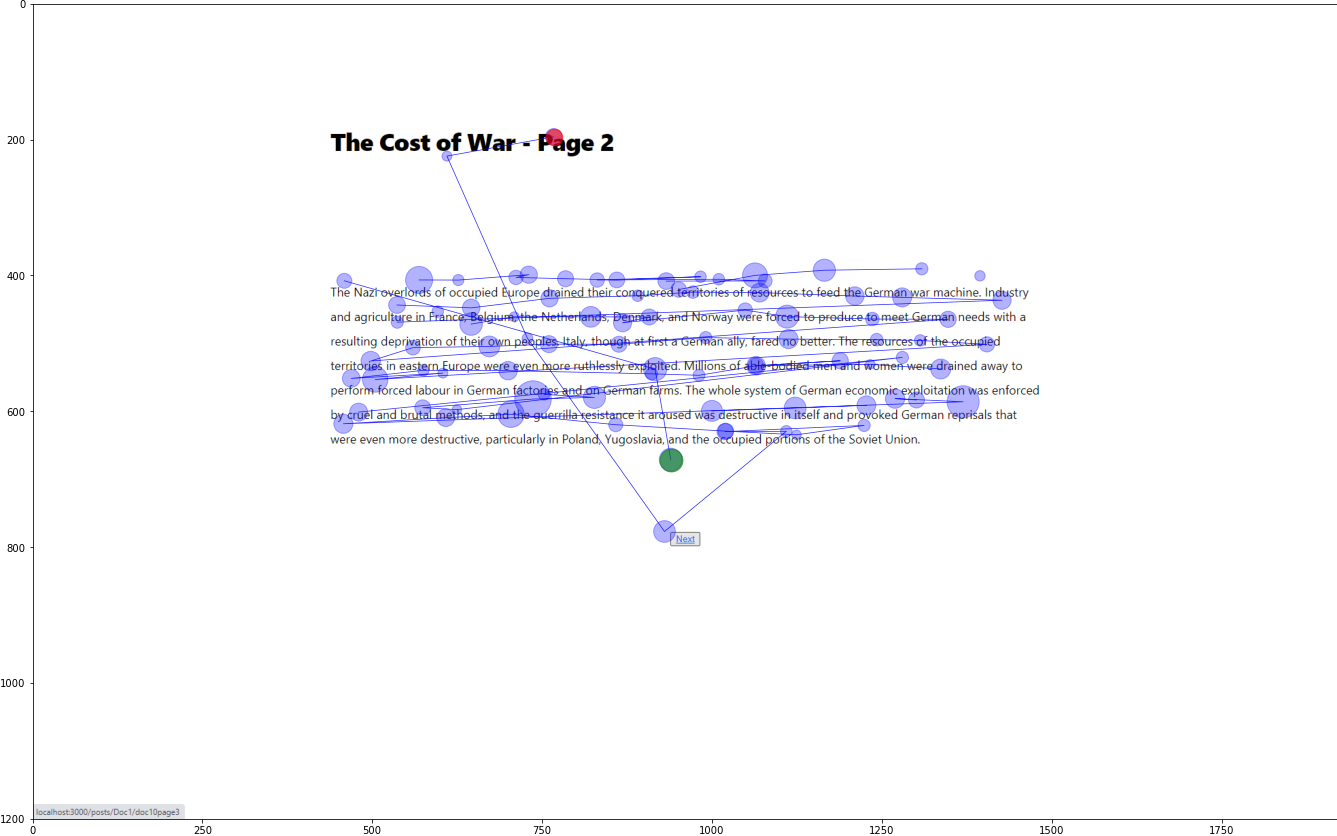 0
200
The Cost of War - Page 2
400
The Nazi overlords of occupied Europe drained their conquered territories of resources to feed the German war machine. Industry
and agriculture in France, Belgium, the Netherlands, Denmark, and Norway were forced to produce to meet German needs with a
resulting deprivation of their own peoples. Italy, though at first a German ally, fared no better. The resources of the occupied
territories in eastern Europe were even more ruthlessly exploited. Millions of able-bodied men and women were drained away to
perform forced labour in German factories and on German farms. The whole system of German economic exploitation was enforced
600
by cruel and brutal methods, and the guerrilla resistance it aroused was destructive in itself and provoked German reprisals that
were even more destructive, particularly in Poland, Yugoslavia, and the occupied portions of the Soviet Union.
Next
800
1000
localhost:3000/posts/Doc1/doc10page3
1200
0 250 500 750 1000 1250 1500 1750